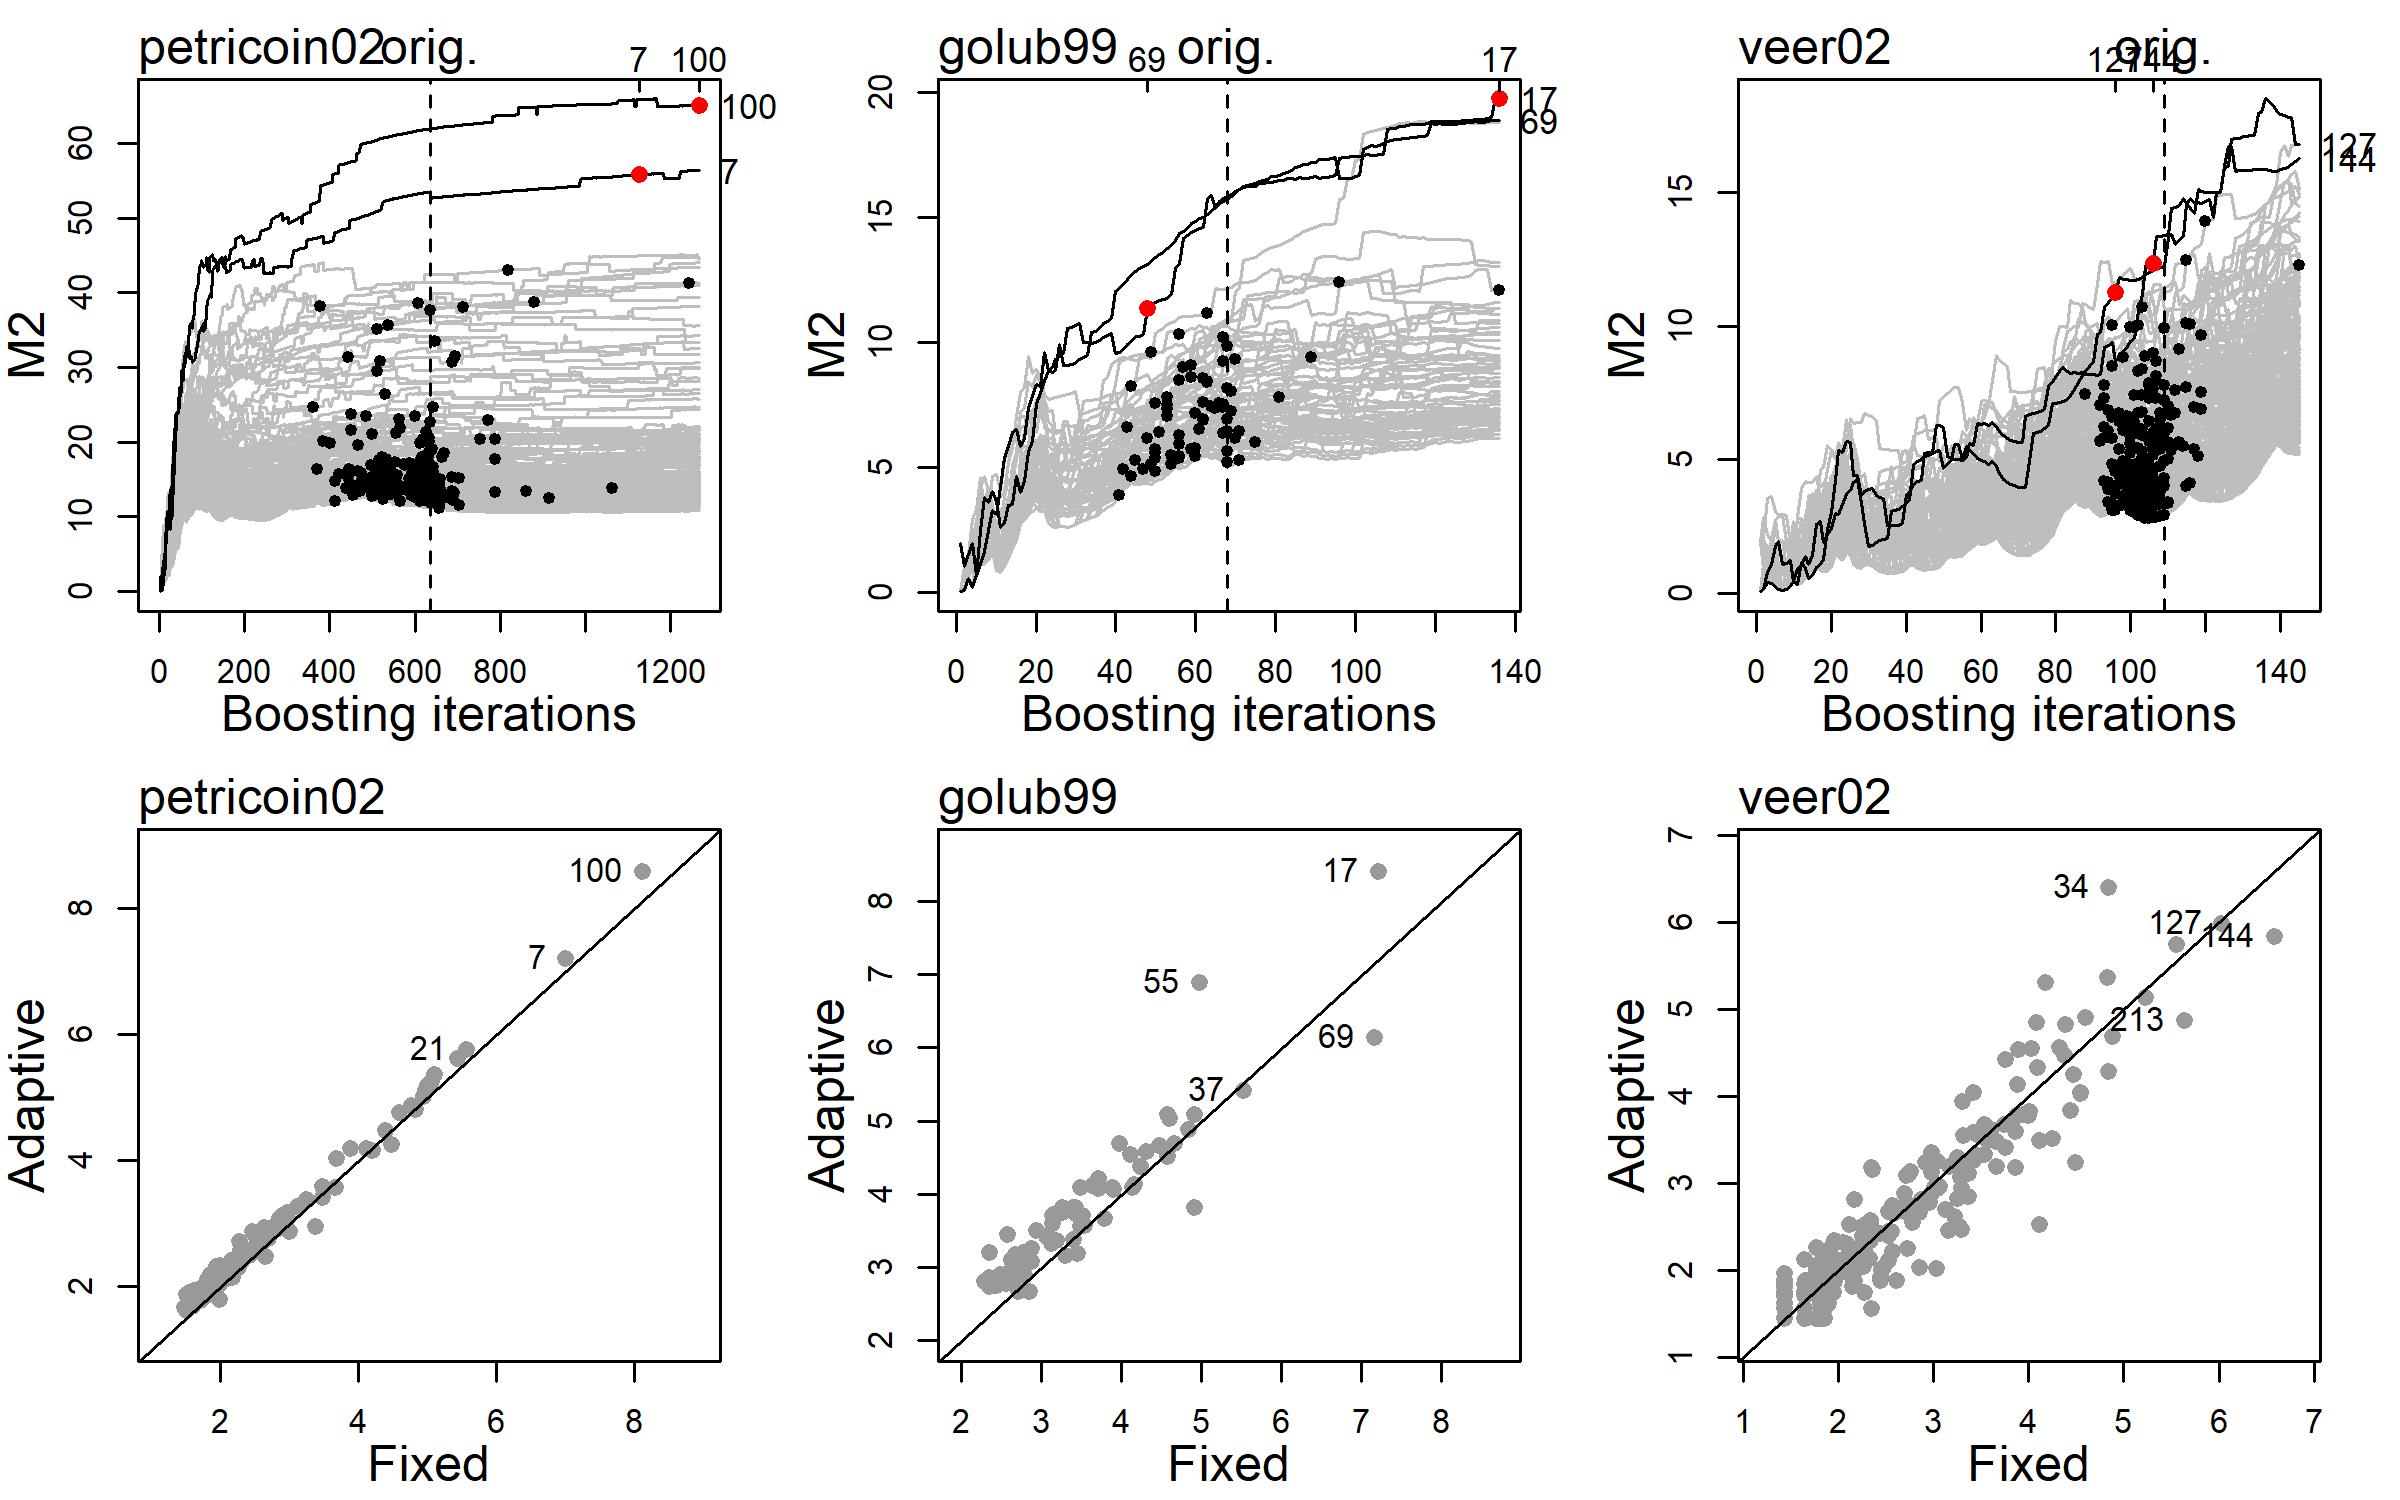 petricoin02 orig.
7 100
M2
0 10 20 30 40 50 60
100
7
0 200 400 600 800 1200
Boosting iterations
golub99 orig.
69 17
M2
0 5 10 15 20
17
69
0 20 40 60 80 100 140
Boosting iterations
veer02 orig.
127 144
M2
0 5 10 15
127
144
0 20 40 60 80 100 140
Boosting iterations
petricoin02
Adaptive
2 4 6 8
100
7
21
2 4 6 8
Fixed
golub99
Adaptive
2 3 4 5 6 7 8
17
55
69
37
2 3 4 5 6 7 8
Fixed
veer02
Adaptive
1 2 3 4 5 6 7
34
127
144
213
1 2 3 4 5 6 7
Fixed